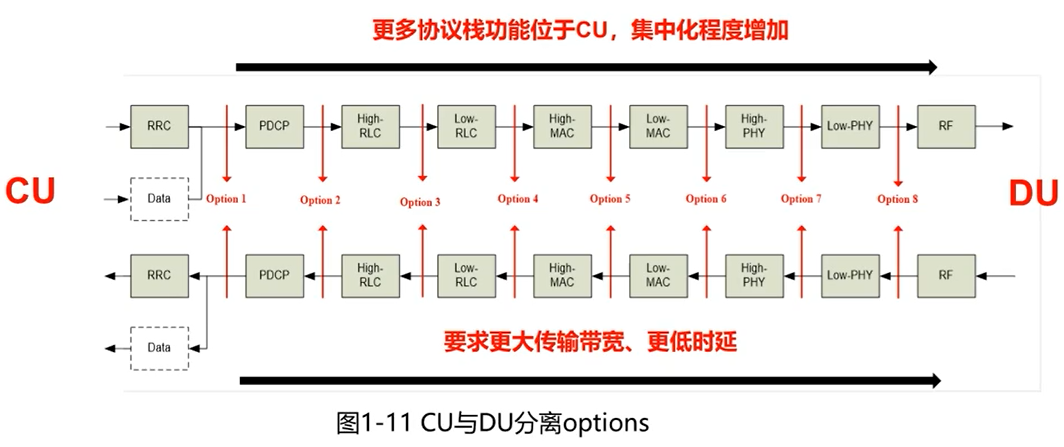 更多协议栈功能位于CU，集中化程度增加
RRC
PDCP
High-
RLC
Low-
RLC
High-
MAC
Low-
MAC
High-
PHY
Low-PHY
RF
CU
Data
Option 1
Option 2
Option 3
Option 4
Option 5
Option 6
Option 7
Option 8
DU
RRC
PDCP
High-
RLC
Low-
RLC
High-
MAC
Low-
MAC
High-
PHY
Low-PHY
RF
Data
要求更大传输带宽、更低时延
图1-11 CU与DU分离options